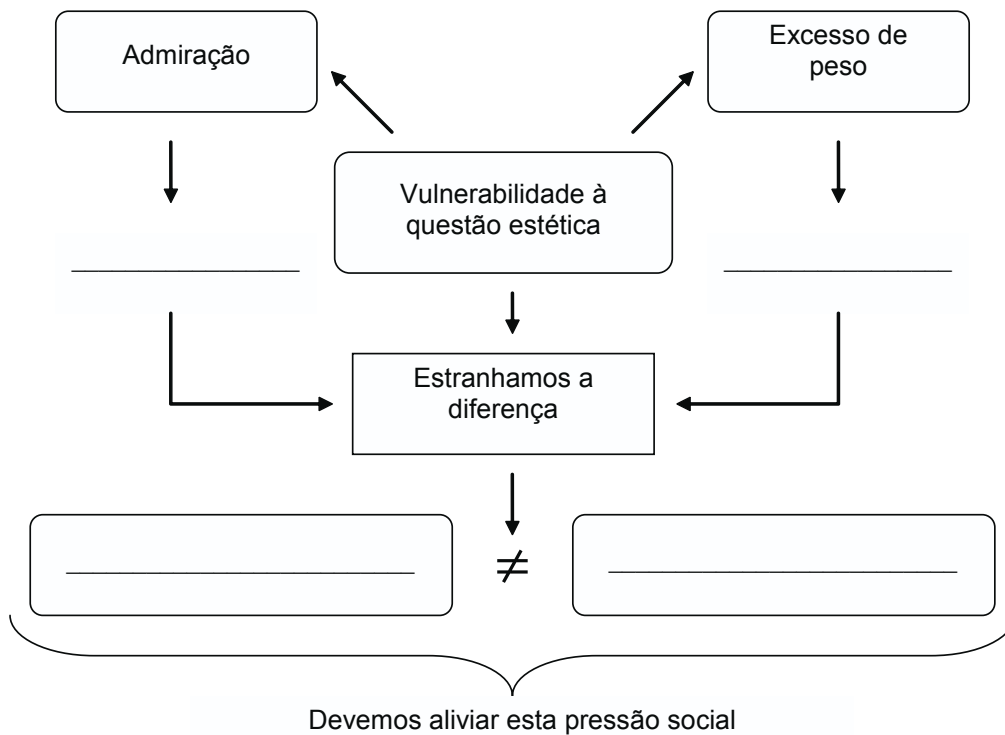 Admiração
Excesso de
peso
Vulnerabilidade à
questão estética
Estranhamos a
diferença
≠
Devemos aliviar esta pressão social